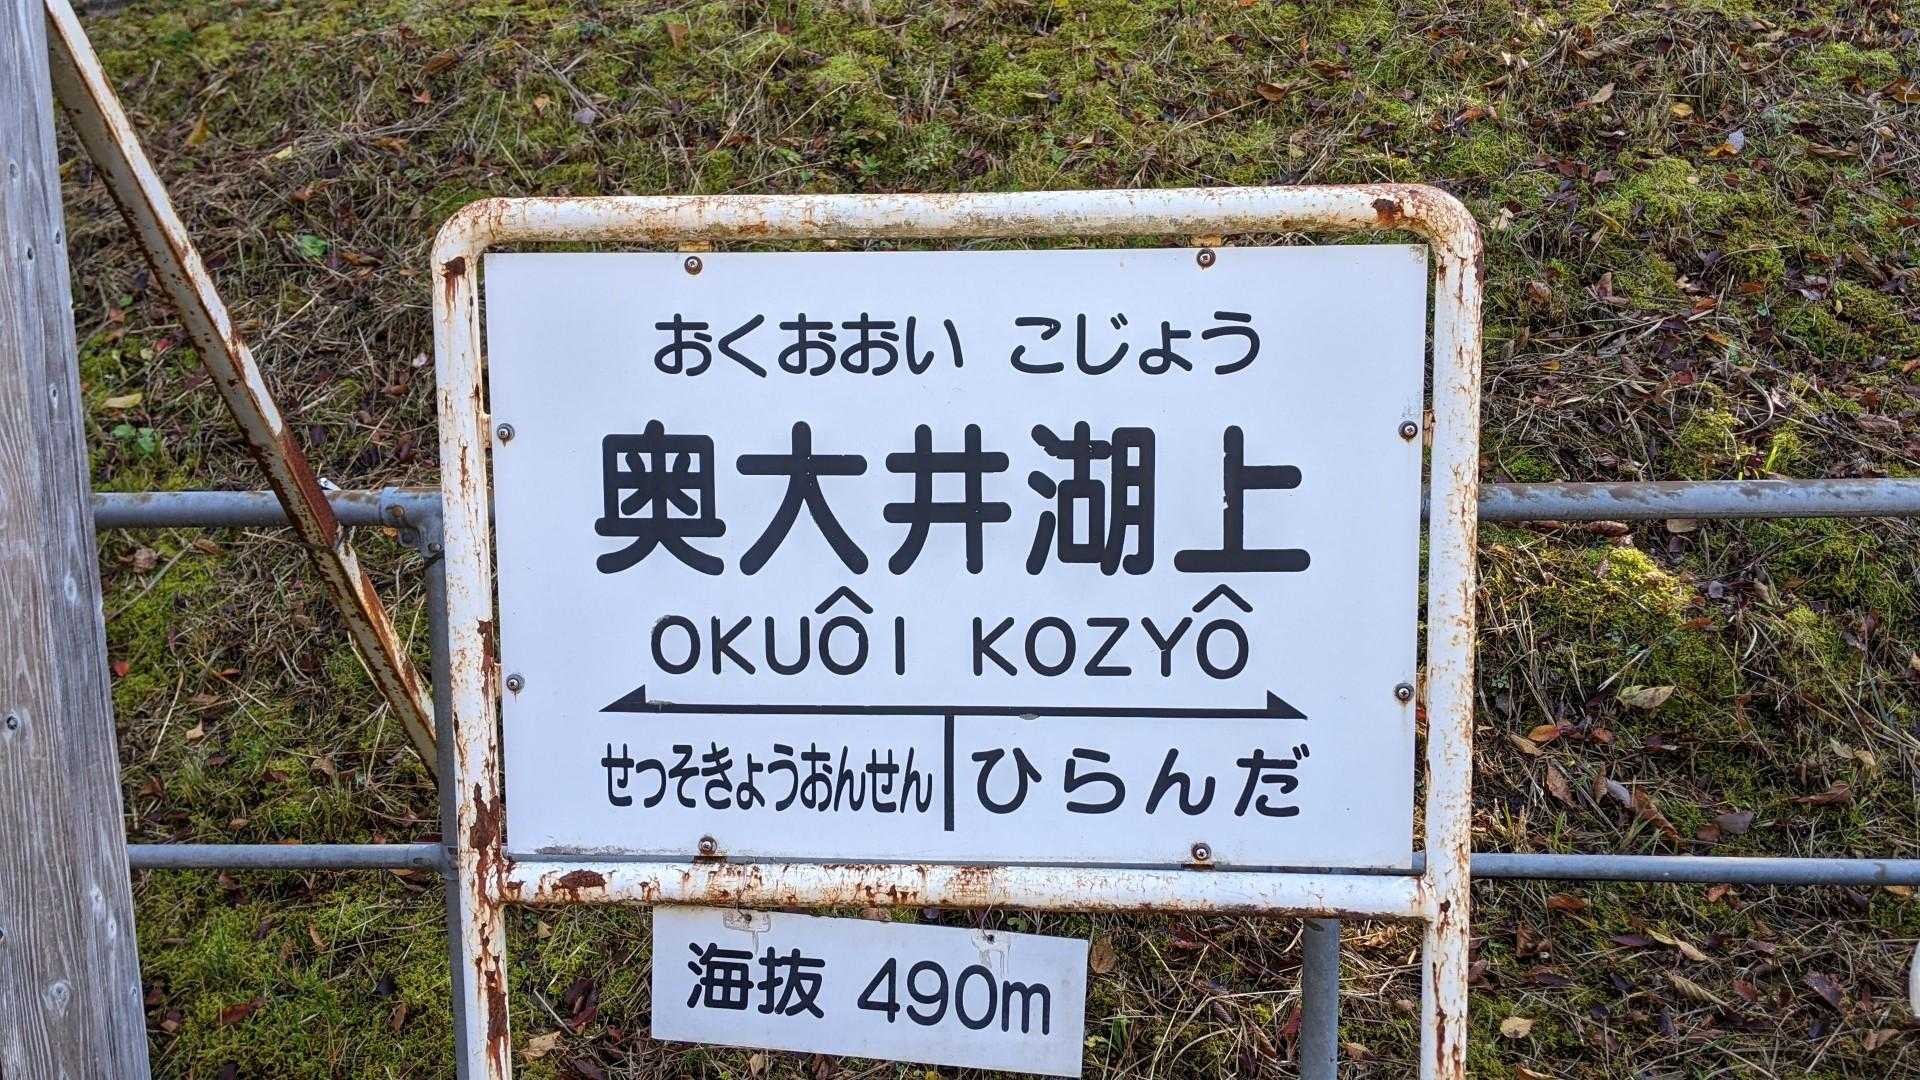 おくおおい こじょう
奥大井湖上
OKUÔI KOZYÔ
せっそきょうおんせん ひらんだ
海抜 490m